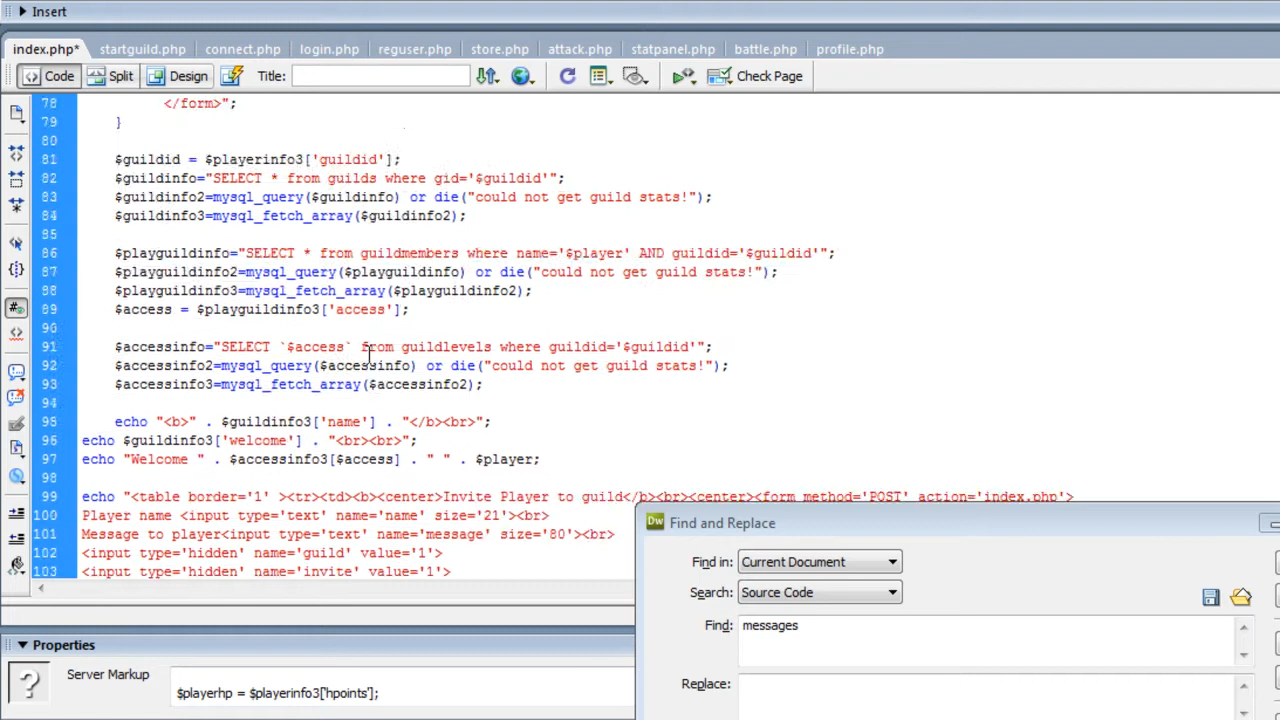 Insert
index.php* startguild.php connect.php login.php reguser.php store.php attack.php statpanel.php battle.php profile.php
Code Split Design Title: Check Page
78 </form>";
79 }
80
81 $guildid = $playerinfo3['guildid'];
82 $guildinfo="SELECT * from guilds where gid='$guildid'";
83 $guildinfo2=mysql_query($guildinfo) or die("could not get guild stats!");
84 $guildinfo3=mysql_fetch_array($guildinfo2);
85
86 $playguildinfo="SELECT * from guildmembers where name='$player' AND guildid='$guildid'";
87 $playguildinfo2=mysql_query($playguildinfo) or die("could not get guild stats!");
88 $playguildinfo3=mysql_fetch_array($playguildinfo2);
89 $access = $playguildinfo3['access'];
90
91 $accessinfo="SELECT `$access` from guildlevels where guildid='$guildid'";
92 $accessinfo2=mysql_query($accessinfo) or die("could not get guild stats!");
93 $accessinfo3=mysql_fetch_array($accessinfo2);
94
95 echo "<b>" . $guildinfo3['name'] . "</b><br>";
96 echo $guildinfo3['welcome'] . "<br><br>";
97 echo "Welcome " . $accessinfo3[$access] . " " . $player;
98
99 echo "<table border='1' ><tr><td><b><center>Invite Player to guild</b><br><center><form method='POST' action='index.php'>
100 Player name <input type='text' name='name' size='21'><br>
101 Message to player<input type='text' name='message' size='80'><br>
102 <input type='hidden' name='guild' value='1'>
103 <input type='hidden' name='invite' value='1'>
Dw Find and Replace
Find in: Current Document
Search: Source Code
Find: messages
Replace:
Properties
? Server Markup
$playerhp = $playerinfo3['hpoints'];